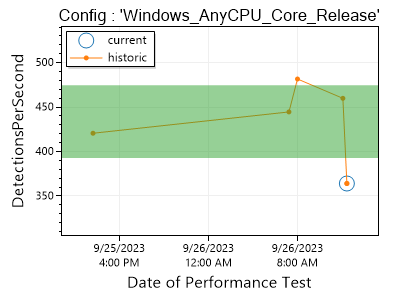 Config : 'Windows_AnyCPU_Core_Release'
current
historic
DetectionsPerSecond
500
450
400
350
9/25/2023 9/26/2023 9/26/2023
4:00 PM 12:00 AM 8:00 AM
Date of Performance Test